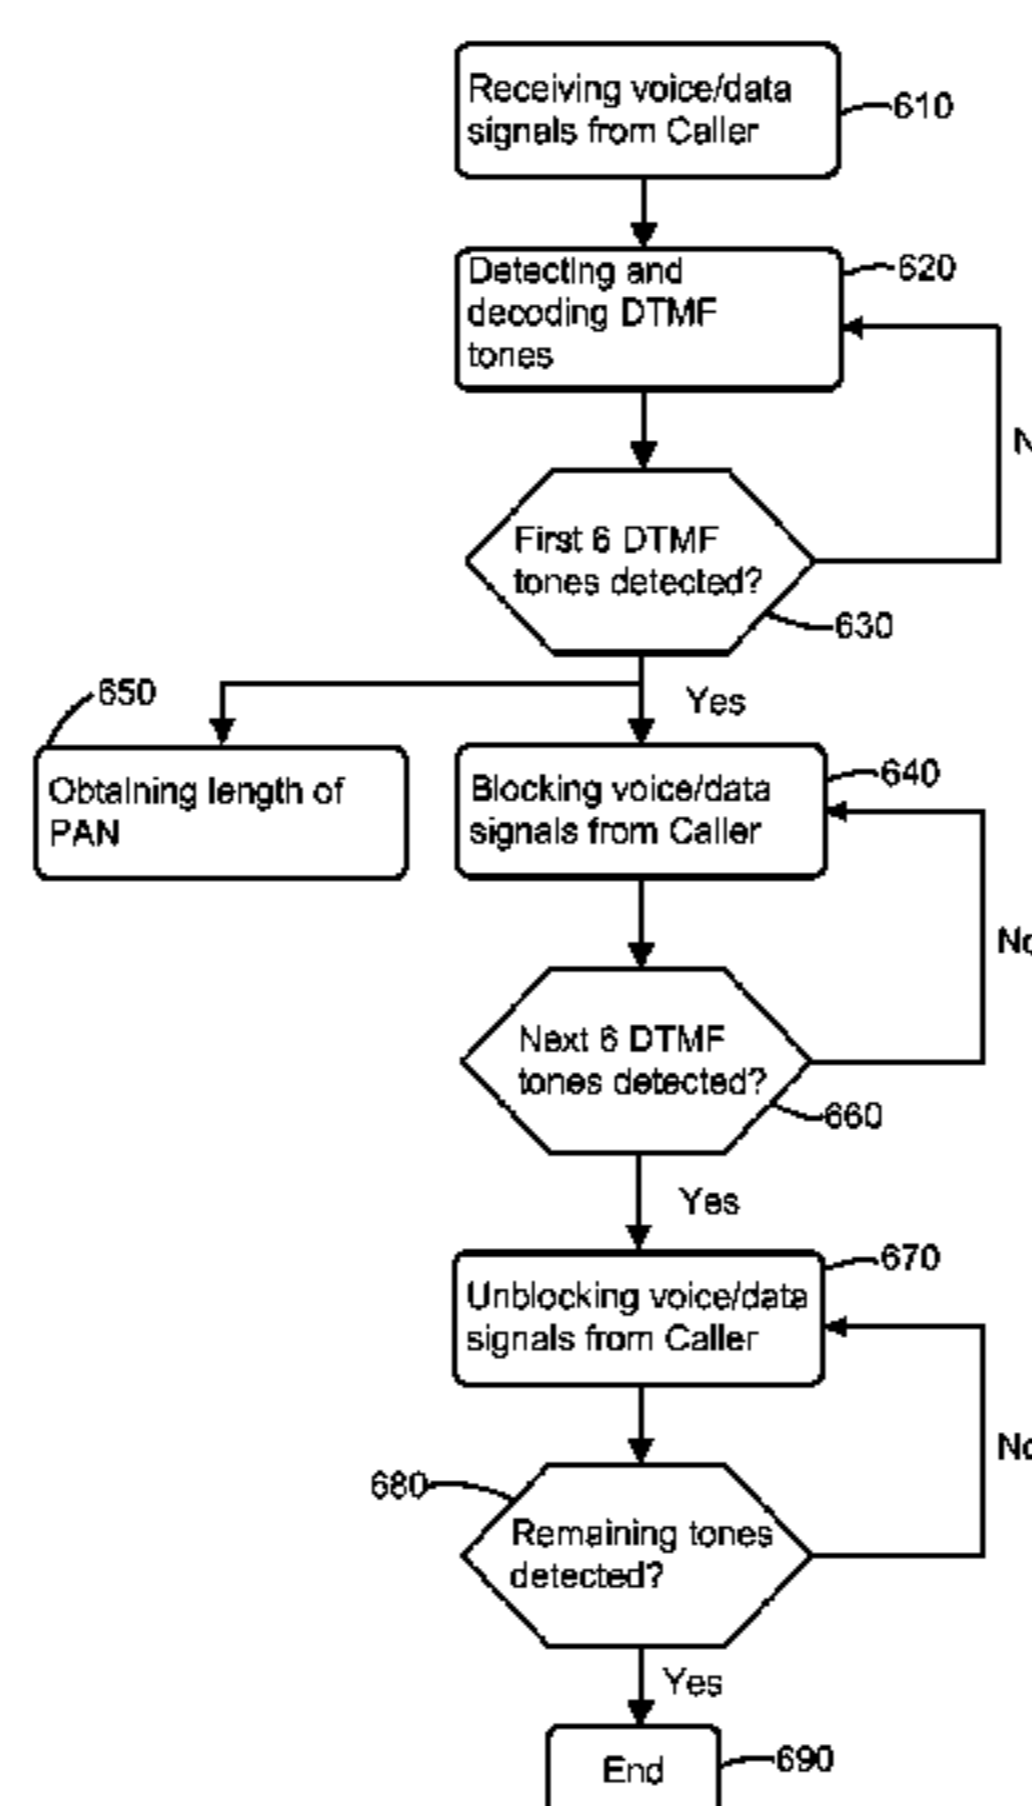 Receiving voice/data
signals from Caller
610
Detecting and
decoding DTMF
tones
620
N
First 6 DTMF
tones detected?
630
Yes
650
Obtaining length of
PAN
Blocking voice/data
signals from Caller
640
No
Next 6 DTMF
tones detected?
660
Yes
Unblocking voice/data
signals from Caller
670
No
680
Remaining tones
detected?
Yes
End
690